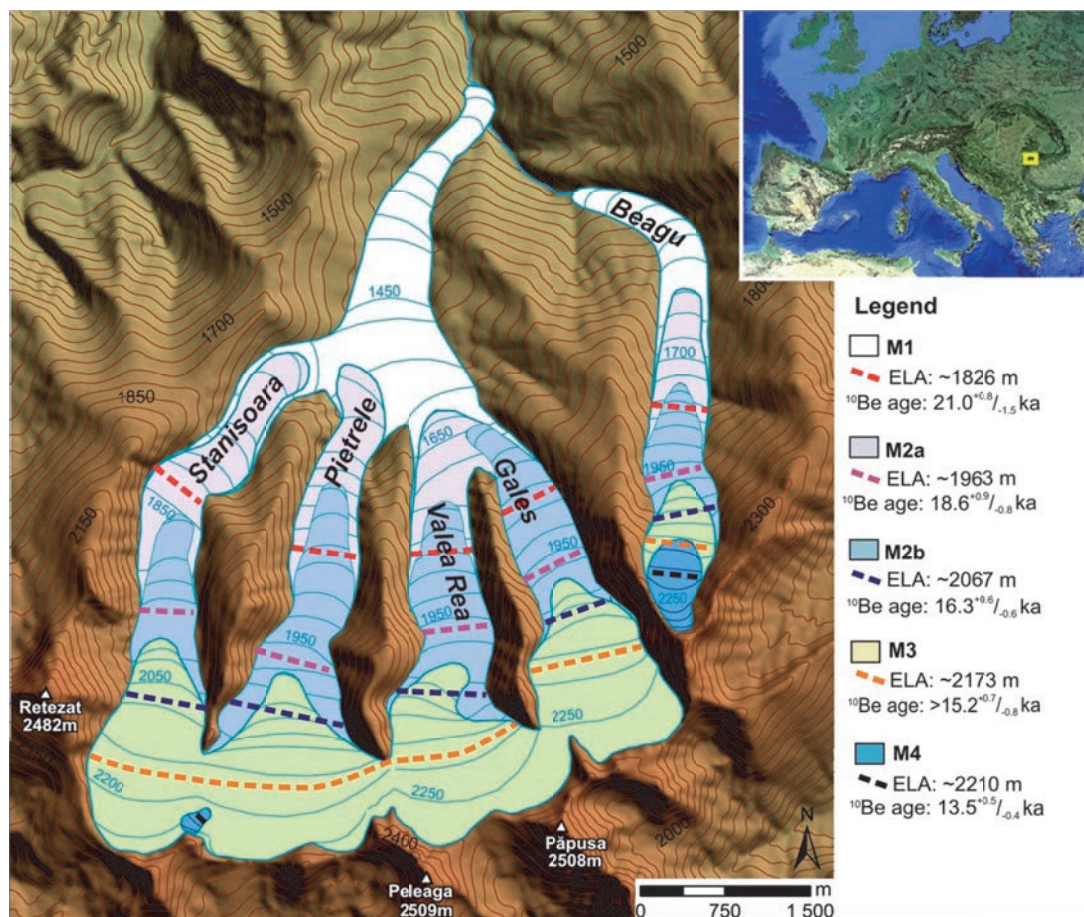 1500
1500
1800
Beagu
1450
1700
1700
1850
Stanisoara
Pietrele
1650
Gales
Valea Rea
1850
2150
1950
2300
1950
1950
1950
2250
2050
Retezat
2482m
2200
2250
2250
2400
2000
Păpusa
2508m
Peleaga
2509m
N
m
0 750 1 500
Legend
M1
ELA: ~1826 m
¹⁰Be age: 21.0⁺⁰·⁸/₋₁.₅ ka
M2a
ELA: ~1963 m
¹⁰Be age: 18.6⁺⁰·⁹/₋₀.₈ ka
M2b
ELA: ~2067 m
¹⁰Be age: 16.3⁺⁰·⁶/₋₀.₆ ka
M3
ELA: ~2173 m
¹⁰Be age: >15.2⁺⁰·⁷/₋₀.₈ ka
M4
ELA: ~2210 m
¹⁰Be age: 13.5⁺⁰·⁵/₋₀.₄ ka